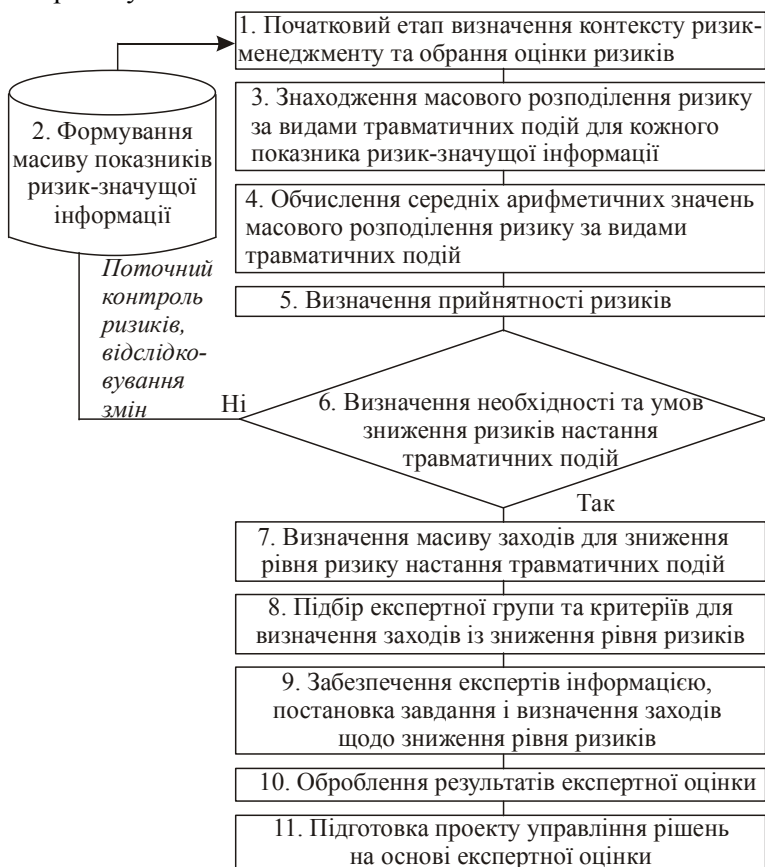 1. Початковий етап визначення контексту ризик-
менеджменту та обрання оцінки ризиків
2. Формування
масиву показників
ризик-значущої
інформації
3. Знаходження масового розподілення ризику
за видами травматичних подій для кожного
показника ризик-значущої інформації
4. Обчислення середніх арифметичних значень
масового розподілення ризику за видами
травматичних подій
5. Визначення прийнятності ризиків
Поточний
контроль
ризиків,
відслідко-
вування
змін
Ні
6. Визначення необхідності та умов
зниження ризиків настання
травматичних подій
Так
7. Визначення масиву заходів для зниження
рівня ризику настання травматичних подій
8. Підбір експертної групи та критеріїв для
визначення заходів із зниження рівня ризиків
9. Забезпечення експертів інформацією,
постановка завдання і визначення заходів
щодо зниження рівня ризиків
10. Оброблення результатів експертної оцінки
11. Підготовка проекту управління рішень
на основі експертної оцінки